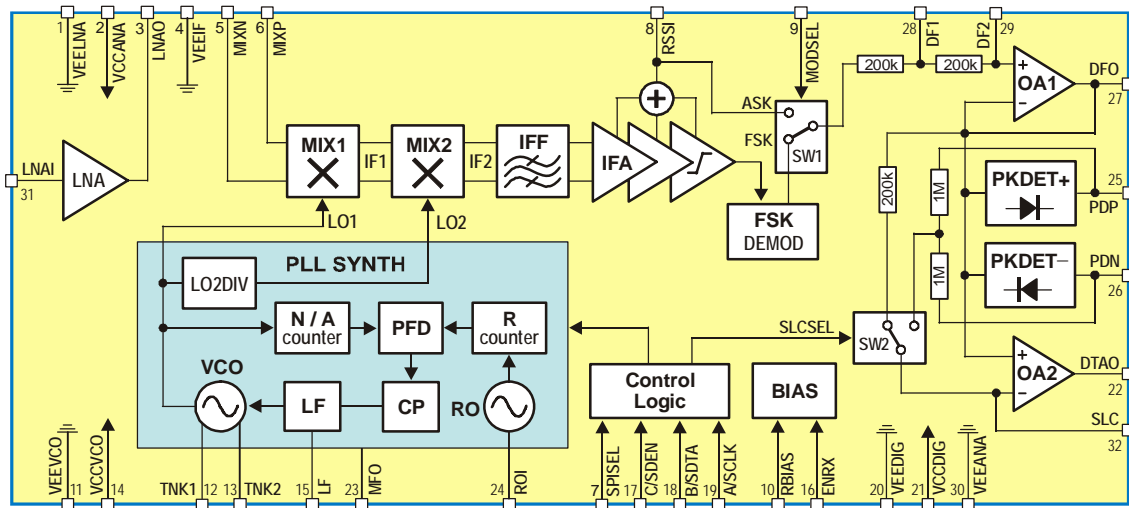 1 2 3 4 5 6 8 9 28 29
VEELNA VCCANA LNAO VEEIF MIXN MIXP RSSI MODSEL DF1 DF2
200k 200k
+
OA1
−
DFO
27
LNAI
31
LNA
MIX1
IF1
MIX2
IF2
IFF
IFA
+
ASK
FSK
SW1
LO1
LO2
FSK
DEMOD
200k
1M
1M
PKDET+
25
PDP
PKDET−
PDN
26
PLL SYNTH
LO2DIV
N / A
counter
PFD
R
counter
VCO
LF
CP
RO
SLCSEL
SW2
Control
Logic
BIAS
+
OA2
−
DTAO
22
SLC
32
VEEVCO VCCVCO TNK1 TNK2 LF MFO ROI SPISEL C/SDEN B/SDTA A/SCLK RBIAS ENRX VEEDIG VCCDIG VEEANA
11 14 12 13 15 23 24 7 17 18 19 10 16 20 21 30